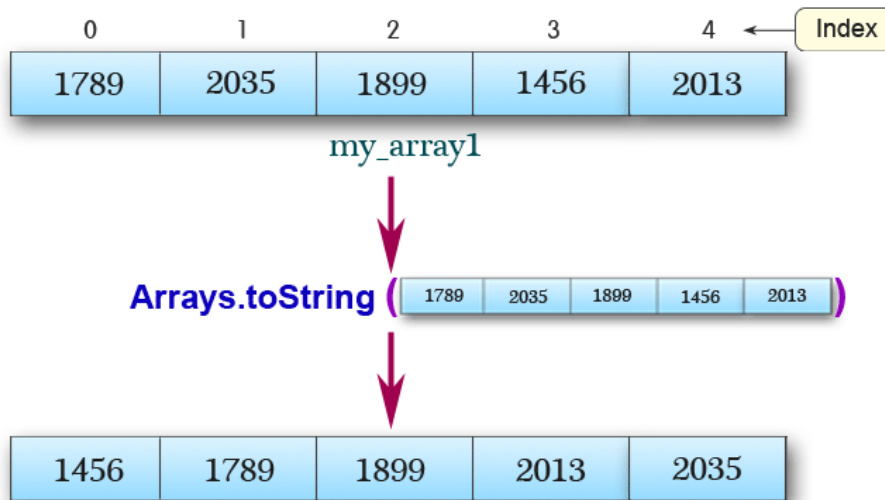 0 1 2 3 4 Index
1789 2035 1899 1456 2013
my_array1
Arrays.toString ( 1789 2035 1899 1456 2013 )
1456 1789 1899 2013 2035